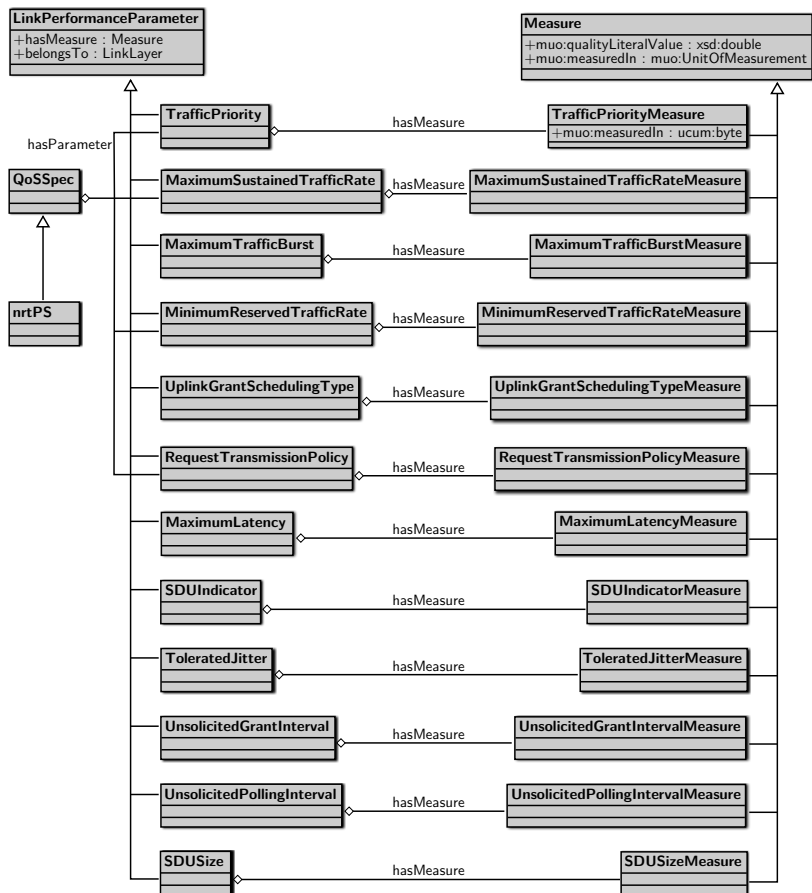 LinkPerformanceParameter
+hasMeasure : Measure
+belongsTo : LinkLayer
Measure
+muo:qualityLiteralValue : xsd:double
+muo:measuredIn : muo:UnitOfMeasurement
TrafficPriority
hasMeasure
TrafficPriorityMeasure
+muo:measuredIn : ucum:byte
hasParameter
QoSSpec
MaximumSustainedTrafficRate
hasMeasure
MaximumSustainedTrafficRateMeasure
MaximumTrafficBurst
hasMeasure
MaximumTrafficBurstMeasure
nrtPS
MinimumReservedTrafficRate
hasMeasure
MinimumReservedTrafficRateMeasure
UplinkGrantSchedulingType
hasMeasure
UplinkGrantSchedulingTypeMeasure
RequestTransmissionPolicy
hasMeasure
RequestTransmissionPolicyMeasure
MaximumLatency
hasMeasure
MaximumLatencyMeasure
SDUIndicator
hasMeasure
SDUIndicatorMeasure
ToleratedJitter
hasMeasure
ToleratedJitterMeasure
UnsolicitedGrantInterval
hasMeasure
UnsolicitedGrantIntervalMeasure
UnsolicitedPollingInterval
hasMeasure
UnsolicitedPollingIntervalMeasure
SDUSize
hasMeasure
SDUSizeMeasure